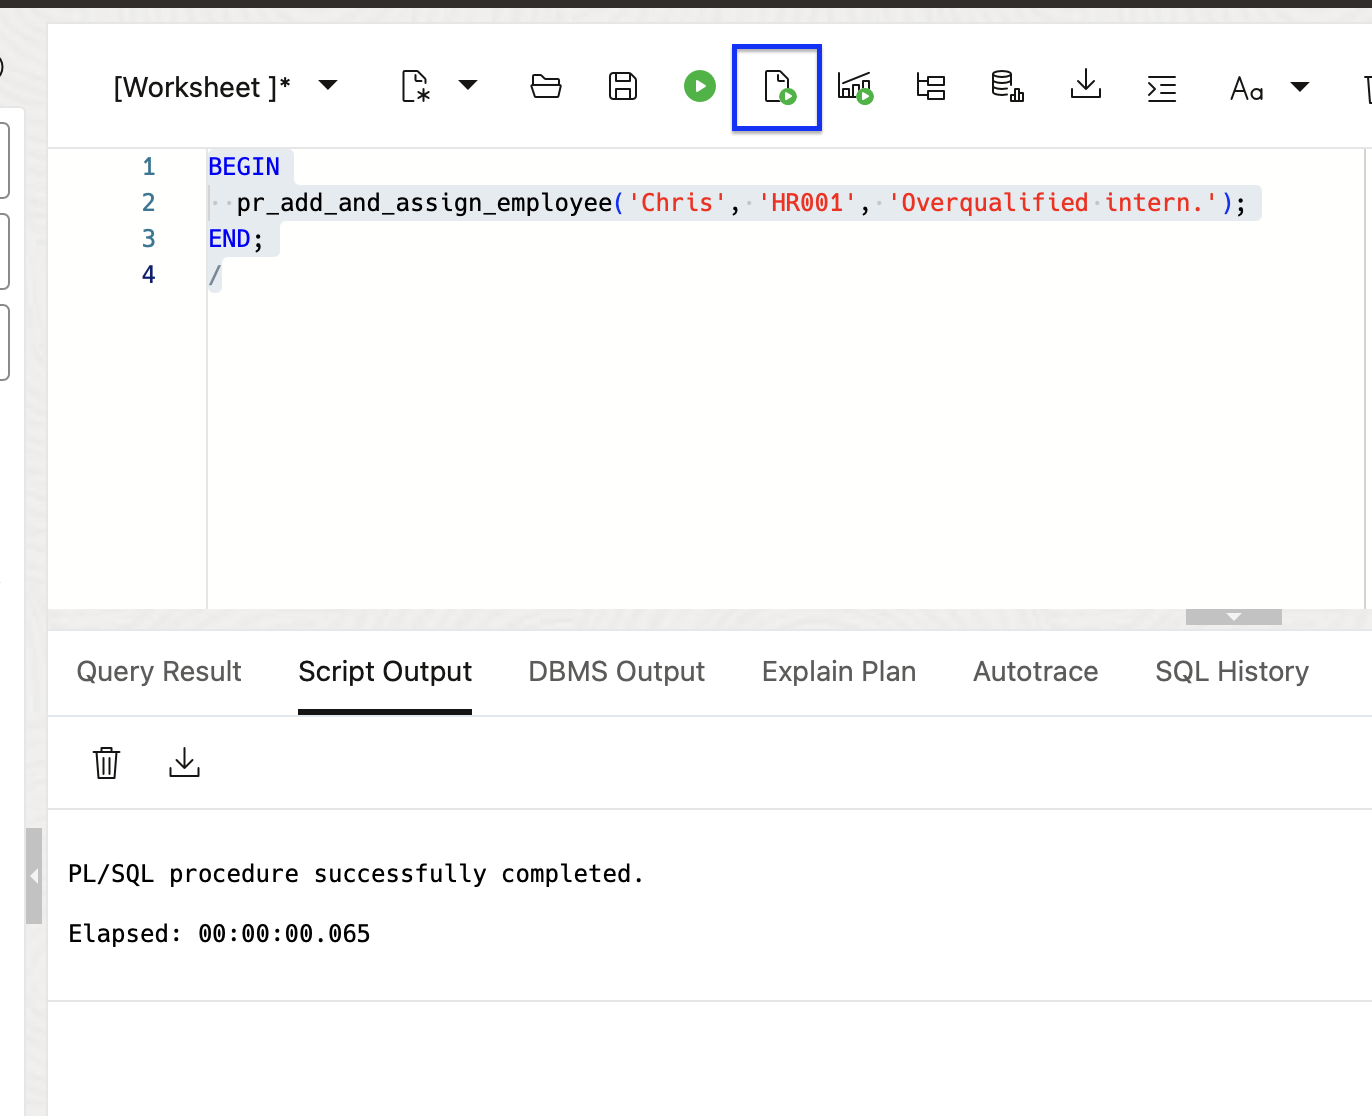 [Worksheet ]*
Aa
1 BEGIN
2 pr_add_and_assign_employee('Chris', 'HR001', 'Overqualified intern.');
3 END;
4 /
Query Result Script Output DBMS Output Explain Plan Autotrace SQL History
PL/SQL procedure successfully completed.
Elapsed: 00:00:00.065